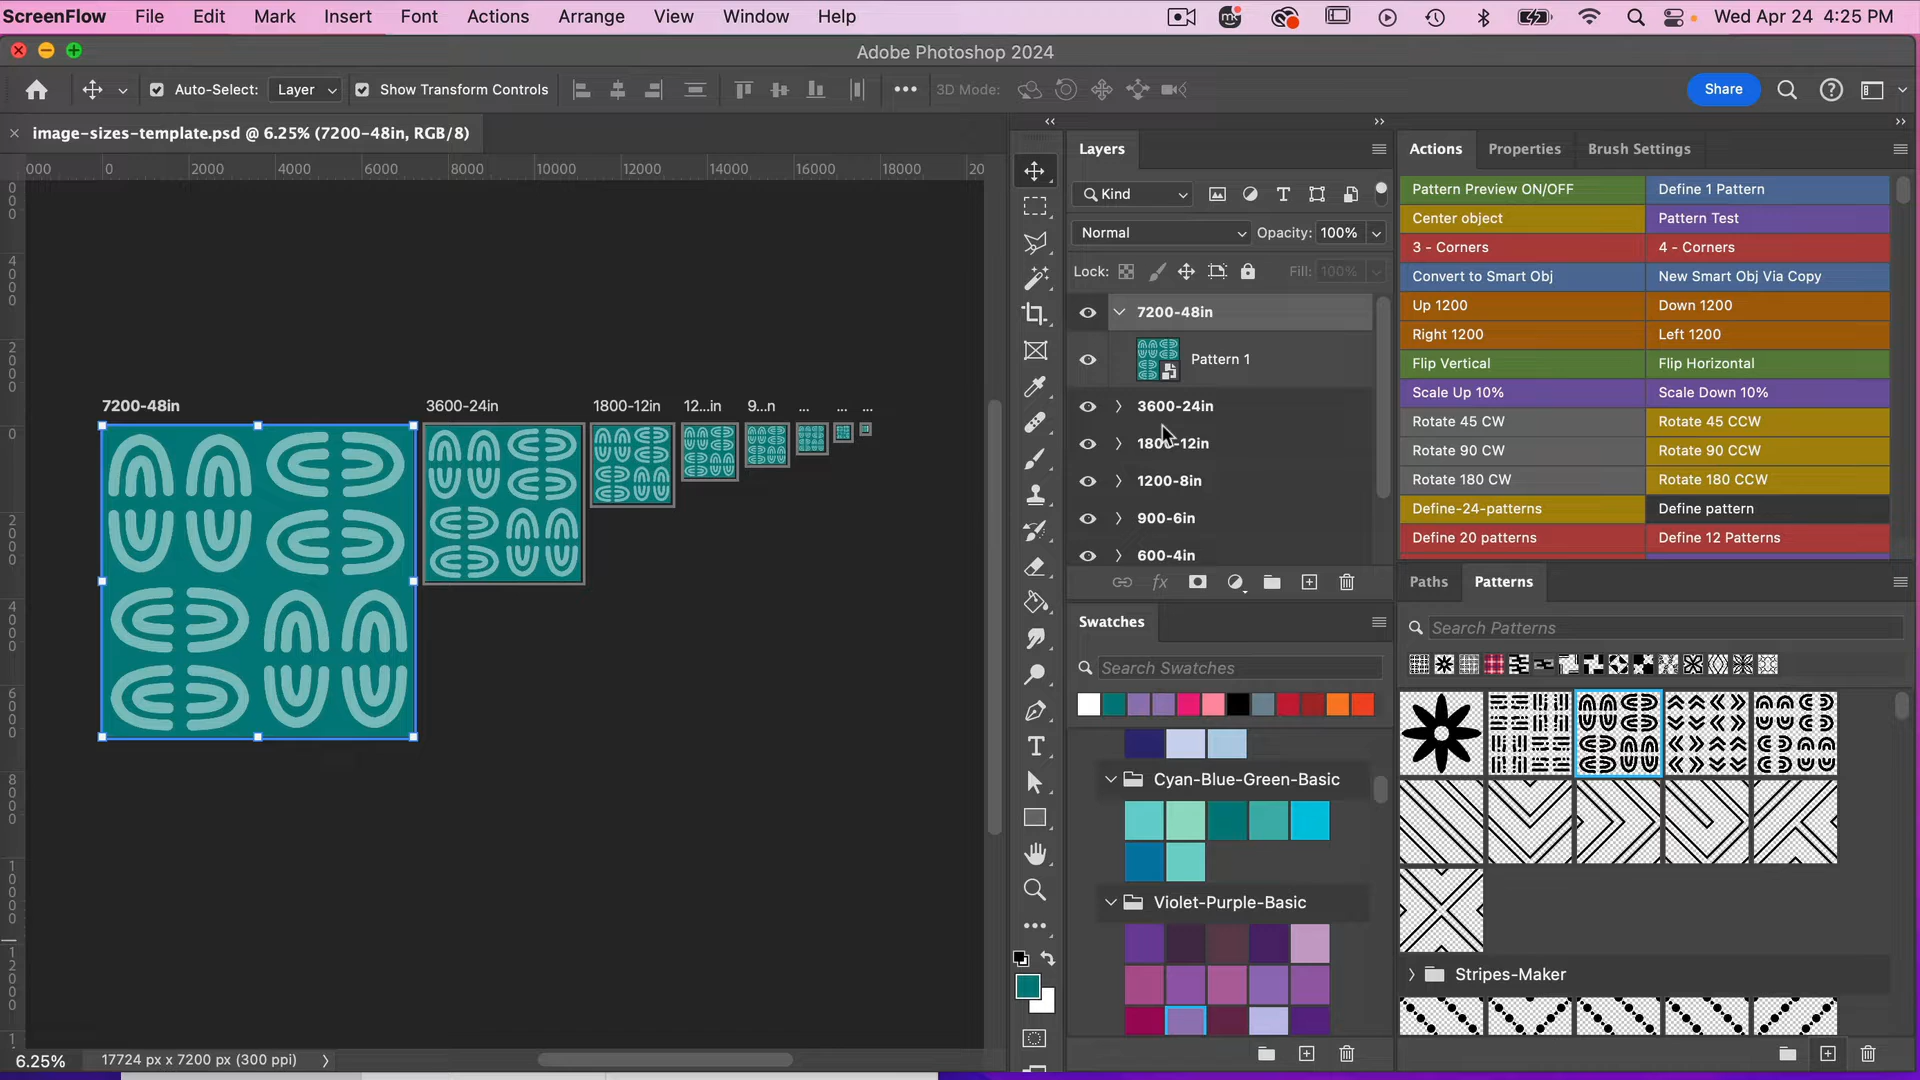 ScreenFlow File Edit Mark Insert Font Actions Arrange View Window Help Wed Apr 24 4:25 PM
Adobe Photoshop 2024
Auto-Select: Layer Show Transform Controls 3D Mode: Share
image-sizes-template.psd @ 6.25% (7200-48in, RGB/8)
000 0 2000 4000 6000 8000 10000 12000 14000 16000 18000 20
7200-48in 3600-24in 1800-12in 12...in 9...n ... ... ...
Layers
Kind
Normal Opacity: 100%
Lock: Fill: 100%
7200-48in
Pattern 1
3600-24in
1800-12in
1200-8in
900-6in
600-4in
Swatches
Search Swatches
Cyan-Blue-Green-Basic
Violet-Purple-Basic
Actions Properties Brush Settings
Pattern Preview ON/OFF Define 1 Pattern
Center object Pattern Test
3 - Corners 4 - Corners
Convert to Smart Obj New Smart Obj Via Copy
Up 1200 Down 1200
Right 1200 Left 1200
Flip Vertical Flip Horizontal
Scale Up 10% Scale Down 10%
Rotate 45 CW Rotate 45 CCW
Rotate 90 CW Rotate 90 CCW
Rotate 180 CW Rotate 180 CCW
Define-24-patterns Define pattern
Define 20 patterns Define 12 Patterns
Paths Patterns
Search Patterns
Stripes-Maker
6.25% 17724 px x 7200 px (300 ppi)